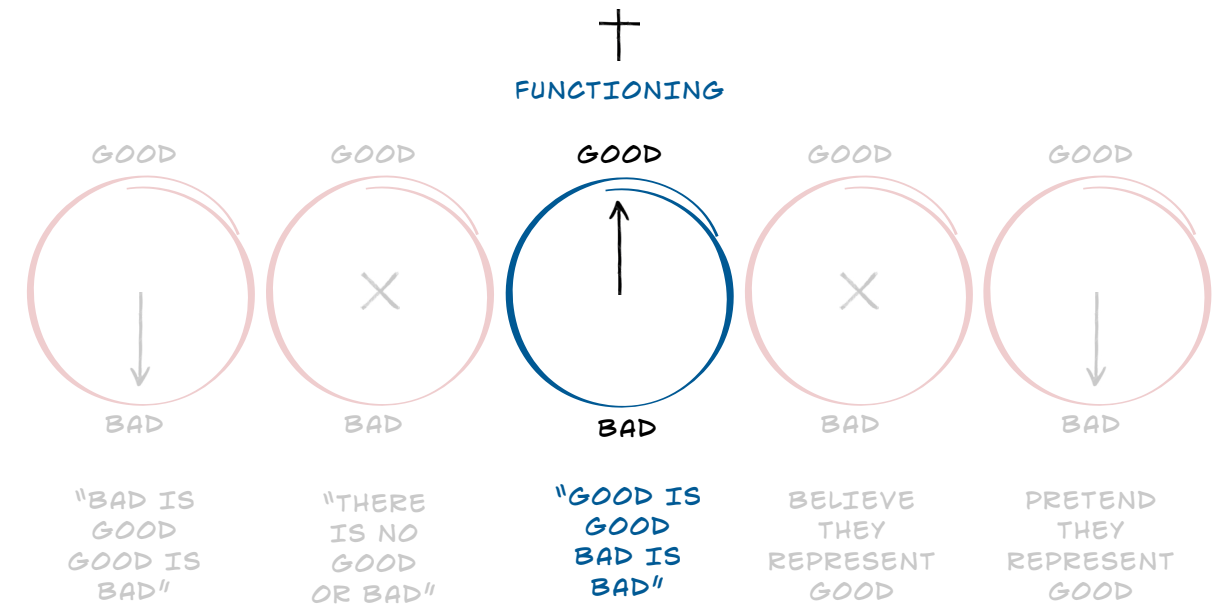 FUNCTIONING
GOOD
GOOD
GOOD
GOOD
GOOD
BAD
BAD
BAD
BAD
BAD
"BAD IS
GOOD
GOOD IS
BAD"
"THERE
IS NO
GOOD
OR BAD"
"GOOD IS
GOOD
BAD IS
BAD"
BELIEVE
THEY
REPRESENT
GOOD
PRETEND
THEY
REPRESENT
GOOD